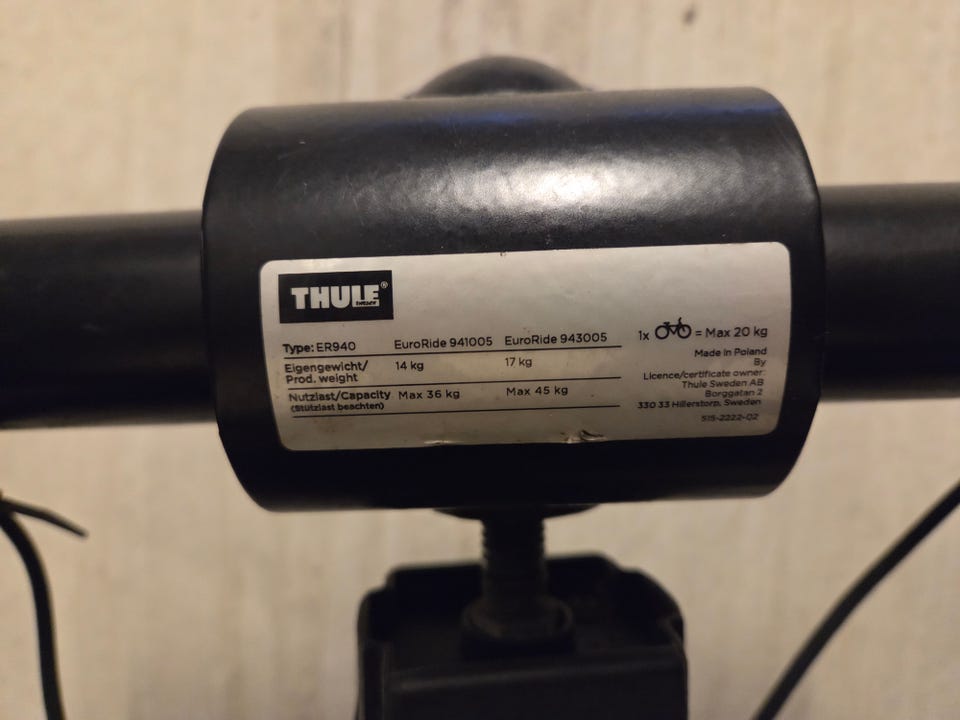 THULE®
SWEDEN
Type: ER940 EuroRide 941005 EuroRide 943005
Eigengewicht/
Prod. weight 14 kg 17 kg
Nutzlast/Capacity Max 36 kg Max 45 kg
(Stützlast beachten)
1x = Max 20 kg
Made in Poland
By
Licence/certificate owner:
Thule Sweden AB
Borggatan 2
330 33 Hillerstorp, Sweden
515-2222-02